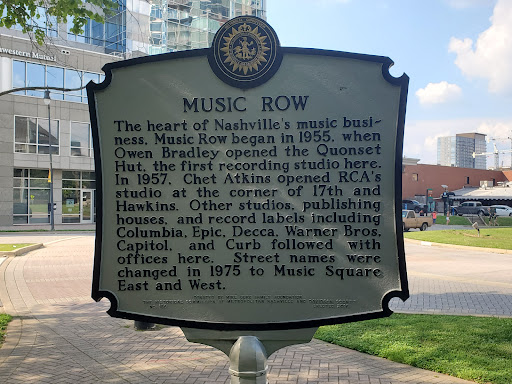 western Mutual
MUSIC ROW
The heart of Nashville's music busi-
ness, Music Row began in 1955, when
Owen Bradley opened the Quonset
Hut, the first recording studio here.
In 1957, Chet Atkins opened RCA's
studio at the corner of 17th and
Hawkins. Other studios, publishing
houses, and record labels including
Columbia, Epic, Decca, Warner Bros.
Capitol, and Curb followed with
offices here. Street names were
changed in 1975 to Music Square
East and West.